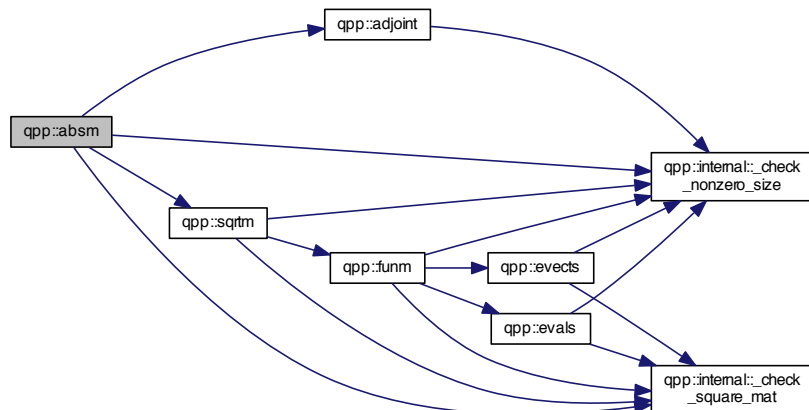 qpp::adjoint
qpp::absm
qpp::internal::_check
_nonzero_size
qpp::sqrtm
qpp::funm
qpp::evects
qpp::evals
qpp::internal::_check
_square_mat